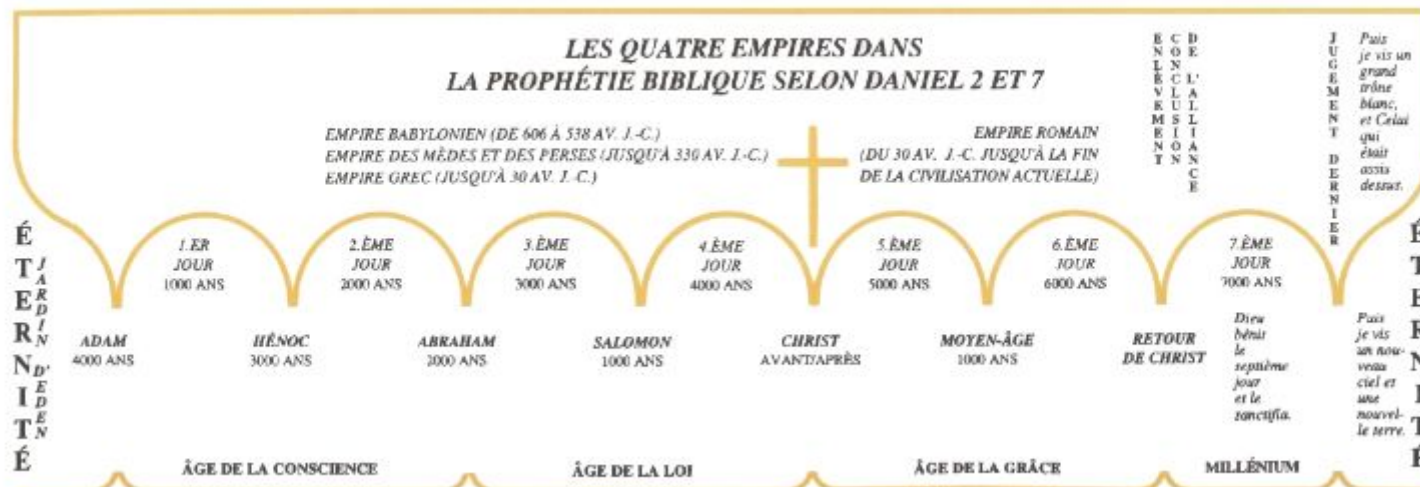 LES QUATRE EMPIRES DANS
LA PROPHÉTIE BIBLIQUE SELON DANIEL 2 ET 7
EMPIRE BABYLONIEN (DE 606 À 538 AV. J.-C.)
EMPIRE DES MÈDES ET DES PERSES (JUSQU'À 330 AV. J.-C.)
EMPIRE GREC (JUSQU'À 30 AV. J.-C.)
EMPIRE ROMAIN
(DU 30 AV. J.-C. JUSQU'À LA FIN
DE LA CIVILISATION ACTUELLE)
ENLÈVEMENT
CONCLUSION
DE L'ALLIANCE
JUGEMENT DERNIER
Puis
je vis un
grand
trône
blanc,
et Celui
qui
était
assis
dessus.
ÉTERNITÉ
JARDIN D'EDEN
1.ER
JOUR
1000 ANS
2.ÈME
JOUR
2000 ANS
3.ÈME
JOUR
3000 ANS
4.ÈME
JOUR
4000 ANS
5.ÈME
JOUR
5000 ANS
6.ÈME
JOUR
6000 ANS
7.ÈME
JOUR
7000 ANS
ADAM
4000 ANS
HÉNOC
3000 ANS
ABRAHAM
2000 ANS
SALOMON
1000 ANS
CHRIST
AVANT/APRÈS
MOYEN-ÂGE
1000 ANS
RETOUR
DE CHRIST
Dieu
bénit
le
septième
jour
et le
sanctifia.
Puis
je vis
un nou-
veau
ciel et
une
nouvel-
le terre.
ÉTERNITÉ
ÂGE DE LA CONSCIENCE
ÂGE DE LA LOI
ÂGE DE LA GRÂCE
MILLÉNIUM